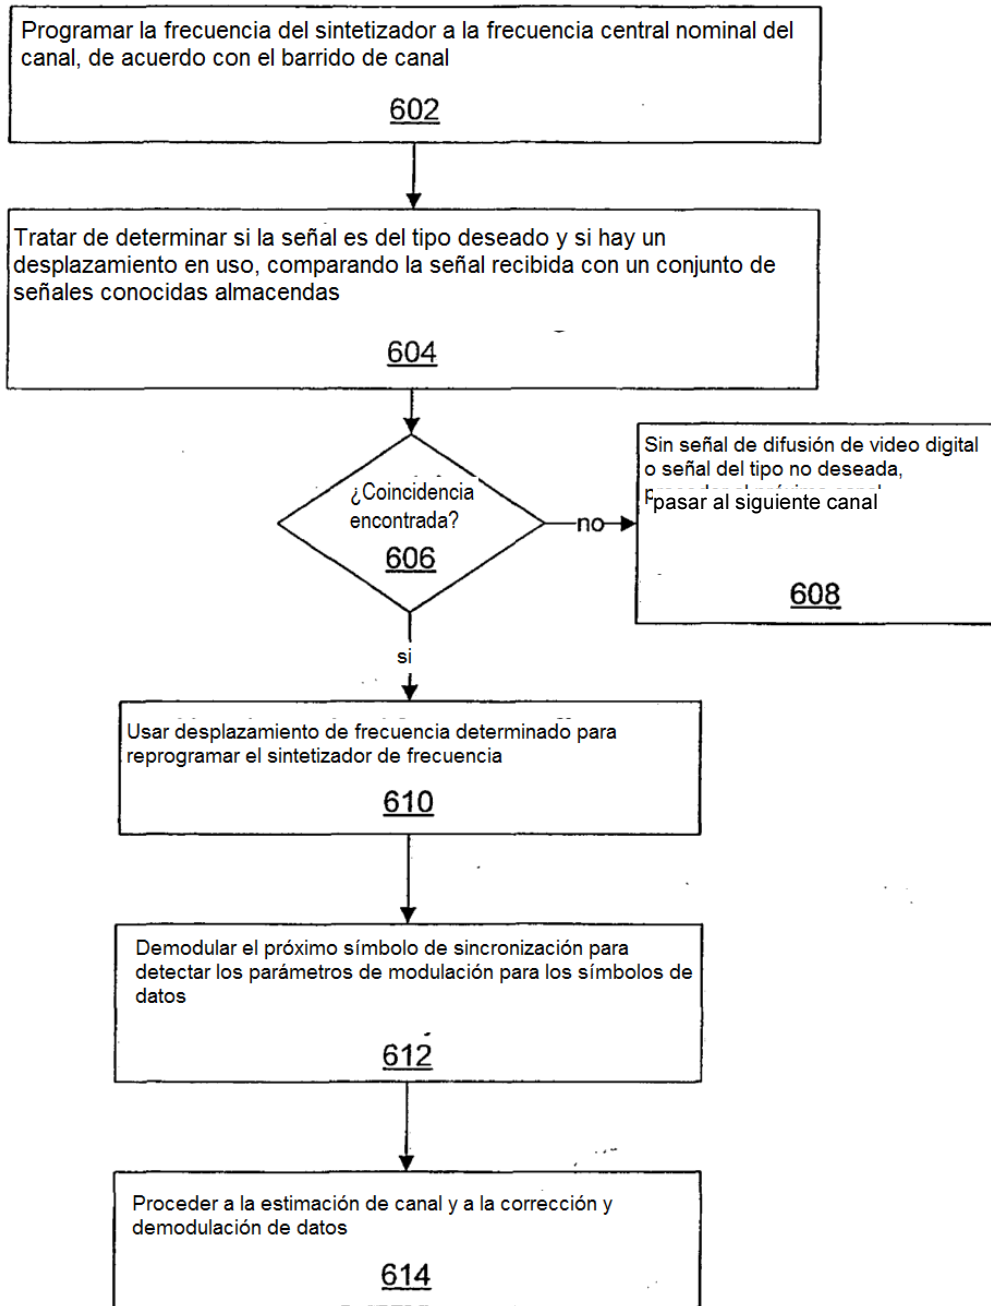 Programar la frecuencia del sintetizador a la frecuencia central nominal del
canal, de acuerdo con el barrido de canal
602
Tratar de determinar si la señal es del tipo deseado y si hay un
desplazamiento en uso, comparando la señal recibida con un conjunto de
señales conocidas almacendas
604
¿Coincidencia
encontrada?
606
no
Sin señal de difusión de video digital
o señal del tipo no deseada,
pasar al siguiente canal
608
si
Usar desplazamiento de frecuencia determinado para
reprogramar el sintetizador de frecuencia
610
Demodular el próximo símbolo de sincronización para
detectar los parámetros de modulación para los símbolos de
datos
612
Proceder a la estimación de canal y a la corrección y
demodulación de datos
614